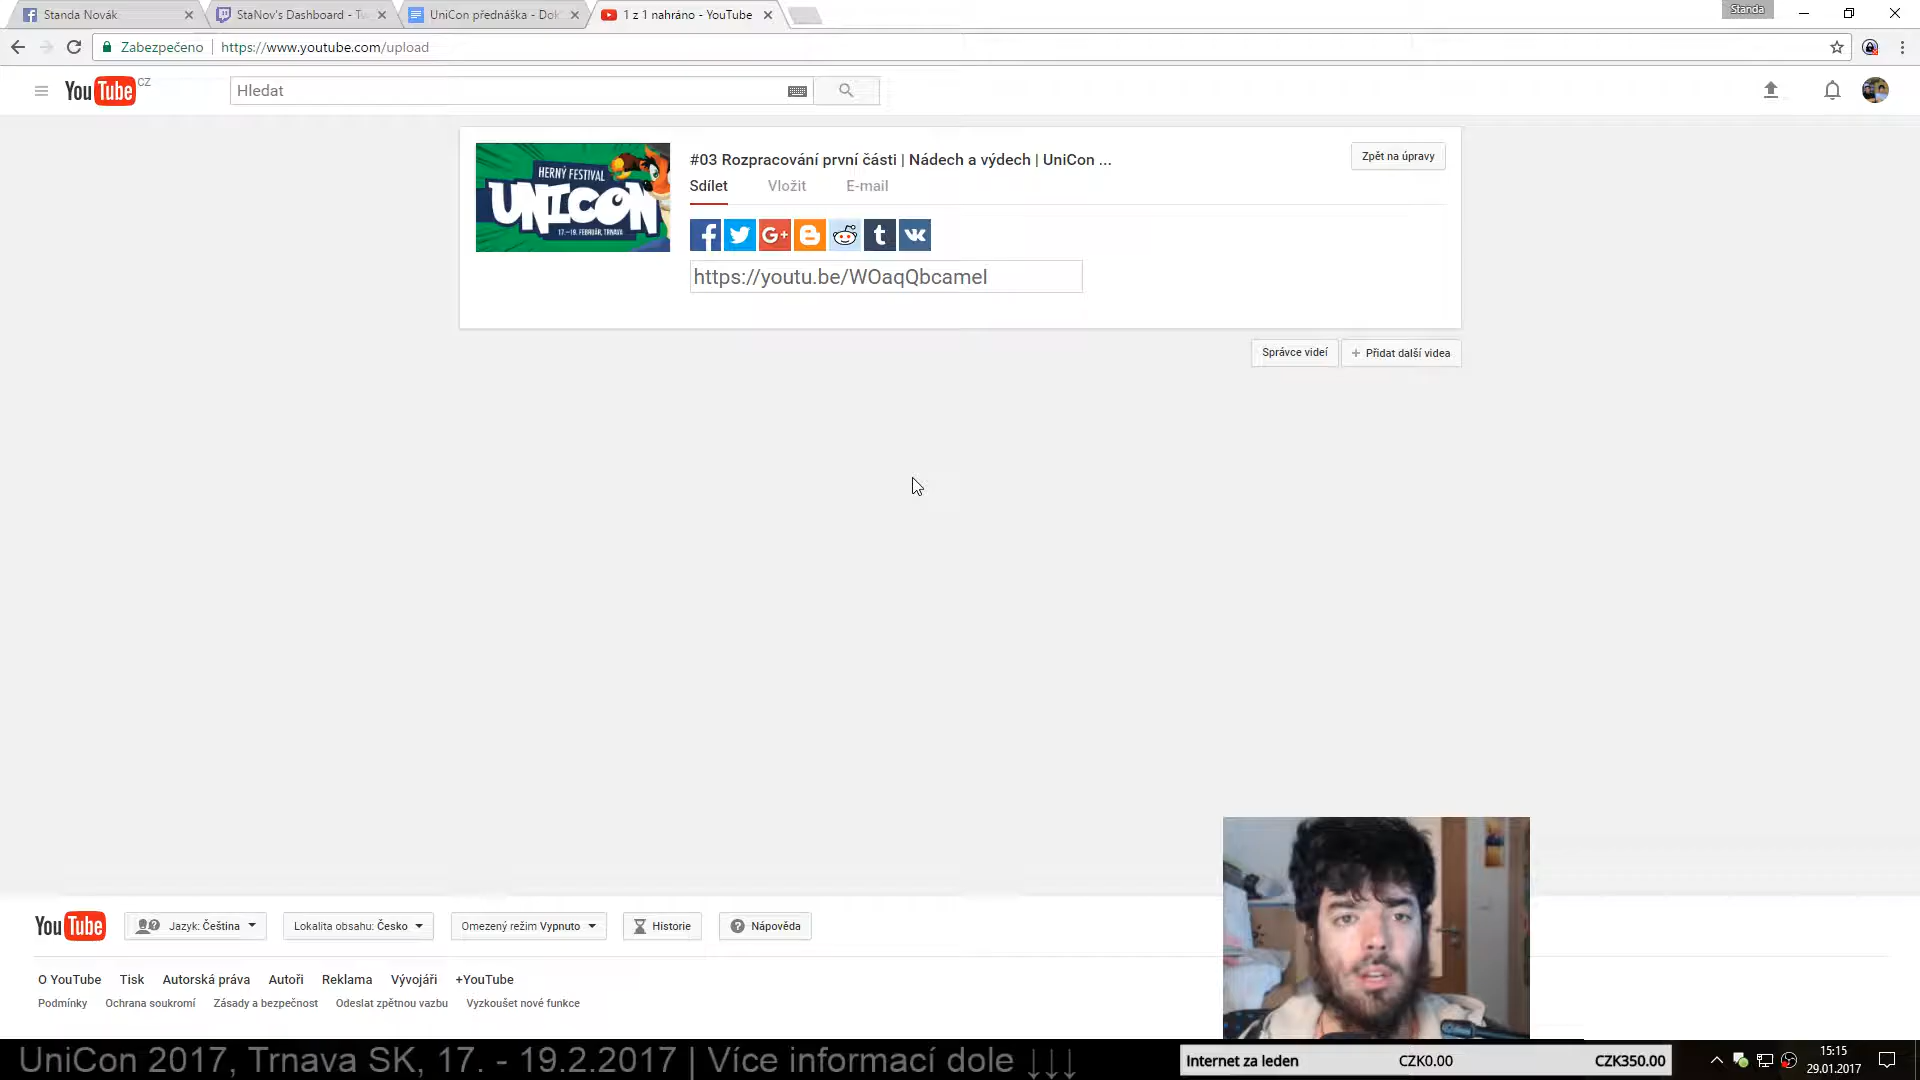 Standa Novák
StaNov's Dashboard - Tw
UniCon přednáška - Dok
1 z 1 nahráno - YouTube
Standa
Zabezpečeno
https://www.youtube.com/upload
YouTube CZ
Hledat
HERNÝ FESTIVAL
UNICON
17.–19. FEBRUÁR, TRNAVA
#03 Rozpracování první části | Nádech a výdech | UniCon ...
Zpět na úpravy
Sdílet
Vložit
E-mail
https://youtu.be/WOaqQbcameI
Správce videí
+ Přidat další videa
YouTube
Jazyk: Čeština
Lokalita obsahu: Česko
Omezený režim Vypnuto
Historie
Nápověda
O YouTube
Tisk
Autorská práva
Autoři
Reklama
Vývojáři
+YouTube
Podmínky
Ochrana soukromí
Zásady a bezpečnost
Odeslat zpětnou vazbu
Vyzkoušet nové funkce
UniCon 2017, Trnava SK, 17. - 19.2.2017 | Více informací dole ↓↓↓
Internet za leden
CZK0.00
CZK350.00
15:15
29.01.2017